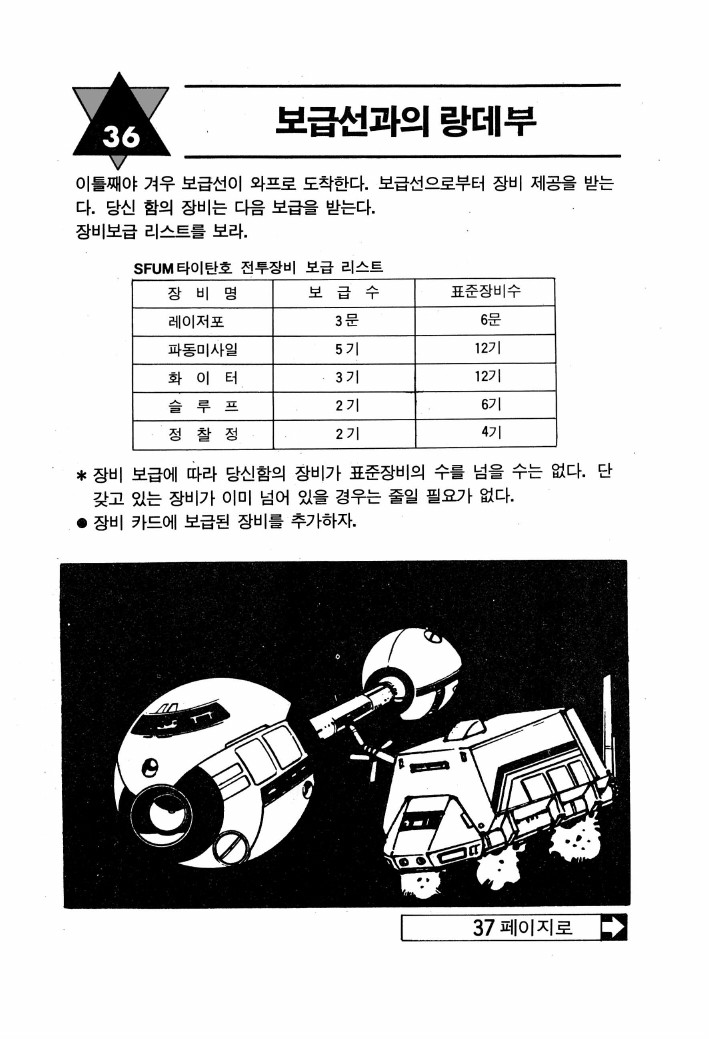 36
보급선과의 랑데부
이틀째야 겨우 보급선이 와프로 도착한다. 보급선으로부터 장비 제공을 받는
다. 당신 함의 장비는 다음 보급을 받는다.
장비보급 리스트를 보라.
SFUM 타이탄호 전투장비 보급 리스트
장 비 명 보 급 수 표준장비수
레이저포 3문 6문
파동미사일 5기 12기
화 이 터 3기 12기
슬 루 프 2기 6기
정 찰 정 2기 4기
* 장비 보급에 따라 당신함의 장비가 표준장비의 수를 넘을 수는 없다. 단
갖고 있는 장비가 이미 넘어 있을 경우는 줄일 필요가 없다.
● 장비 카드에 보급된 장비를 추가하자.
37 페이지로